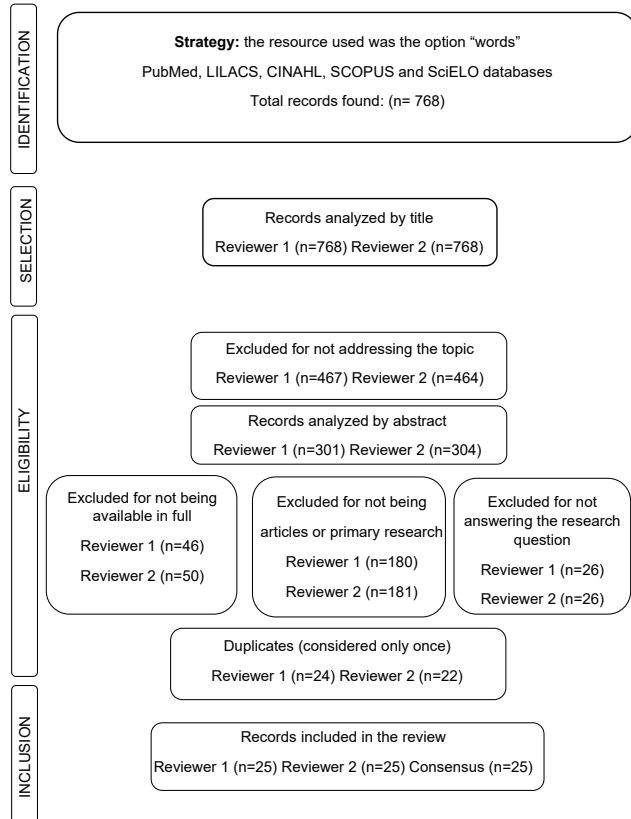 IDENTIFICATION
Strategy: the resource used was the option “words”
PubMed, LILACS, CINAHL, SCOPUS and SciELO databases
Total records found: (n= 768)
SELECTION
Records analyzed by title
Reviewer 1 (n=768) Reviewer 2 (n=768)
ELIGIBILITY
Excluded for not addressing the topic
Reviewer 1 (n=467) Reviewer 2 (n=464)
Records analyzed by abstract
Reviewer 1 (n=301) Reviewer 2 (n=304)
Excluded for not being
available in full
Reviewer 1 (n=46)
Reviewer 2 (n=50)
Excluded for not being
articles or primary research
Reviewer 1 (n=180)
Reviewer 2 (n=181)
Excluded for not
answering the research
question
Reviewer 1 (n=26)
Reviewer 2 (n=26)
Duplicates (considered only once)
Reviewer 1 (n=24) Reviewer 2 (n=22)
INCLUSION
Records included in the review
Reviewer 1 (n=25) Reviewer 2 (n=25) Consensus (n=25)